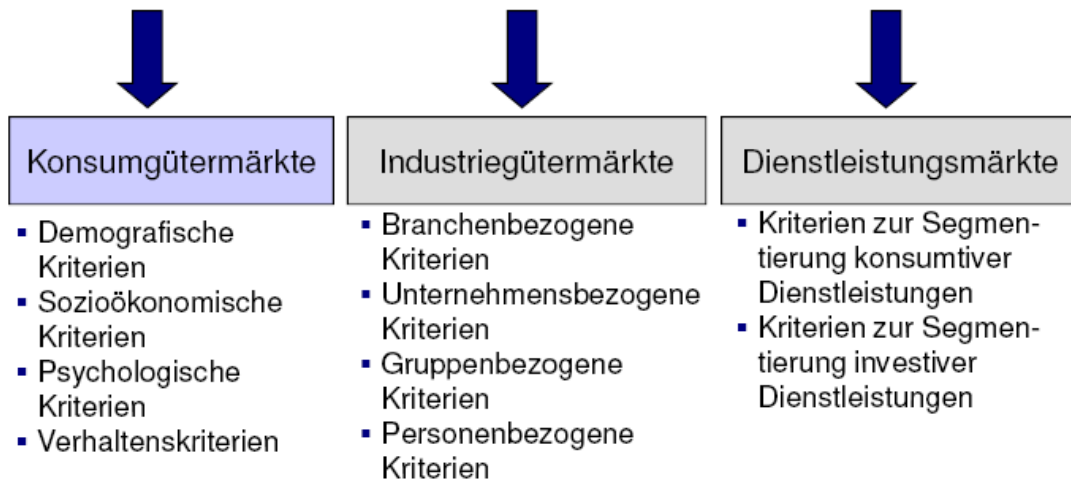 Konsumgütermärkte
Demografische
Kriterien
Sozioökonomische
Kriterien
Psychologische
Kriterien
Verhaltenskriterien
Industriegütermärkte
Branchenbezogene
Kriterien
Unternehmensbezogene
Kriterien
Gruppenbezogene
Kriterien
Personenbezogene
Kriterien
Dienstleistungsmärkte
Kriterien zur Segmen-
tierung konsumtiver
Dienstleistungen
Kriterien zur Segmen-
tierung investiver
Dienstleistungen